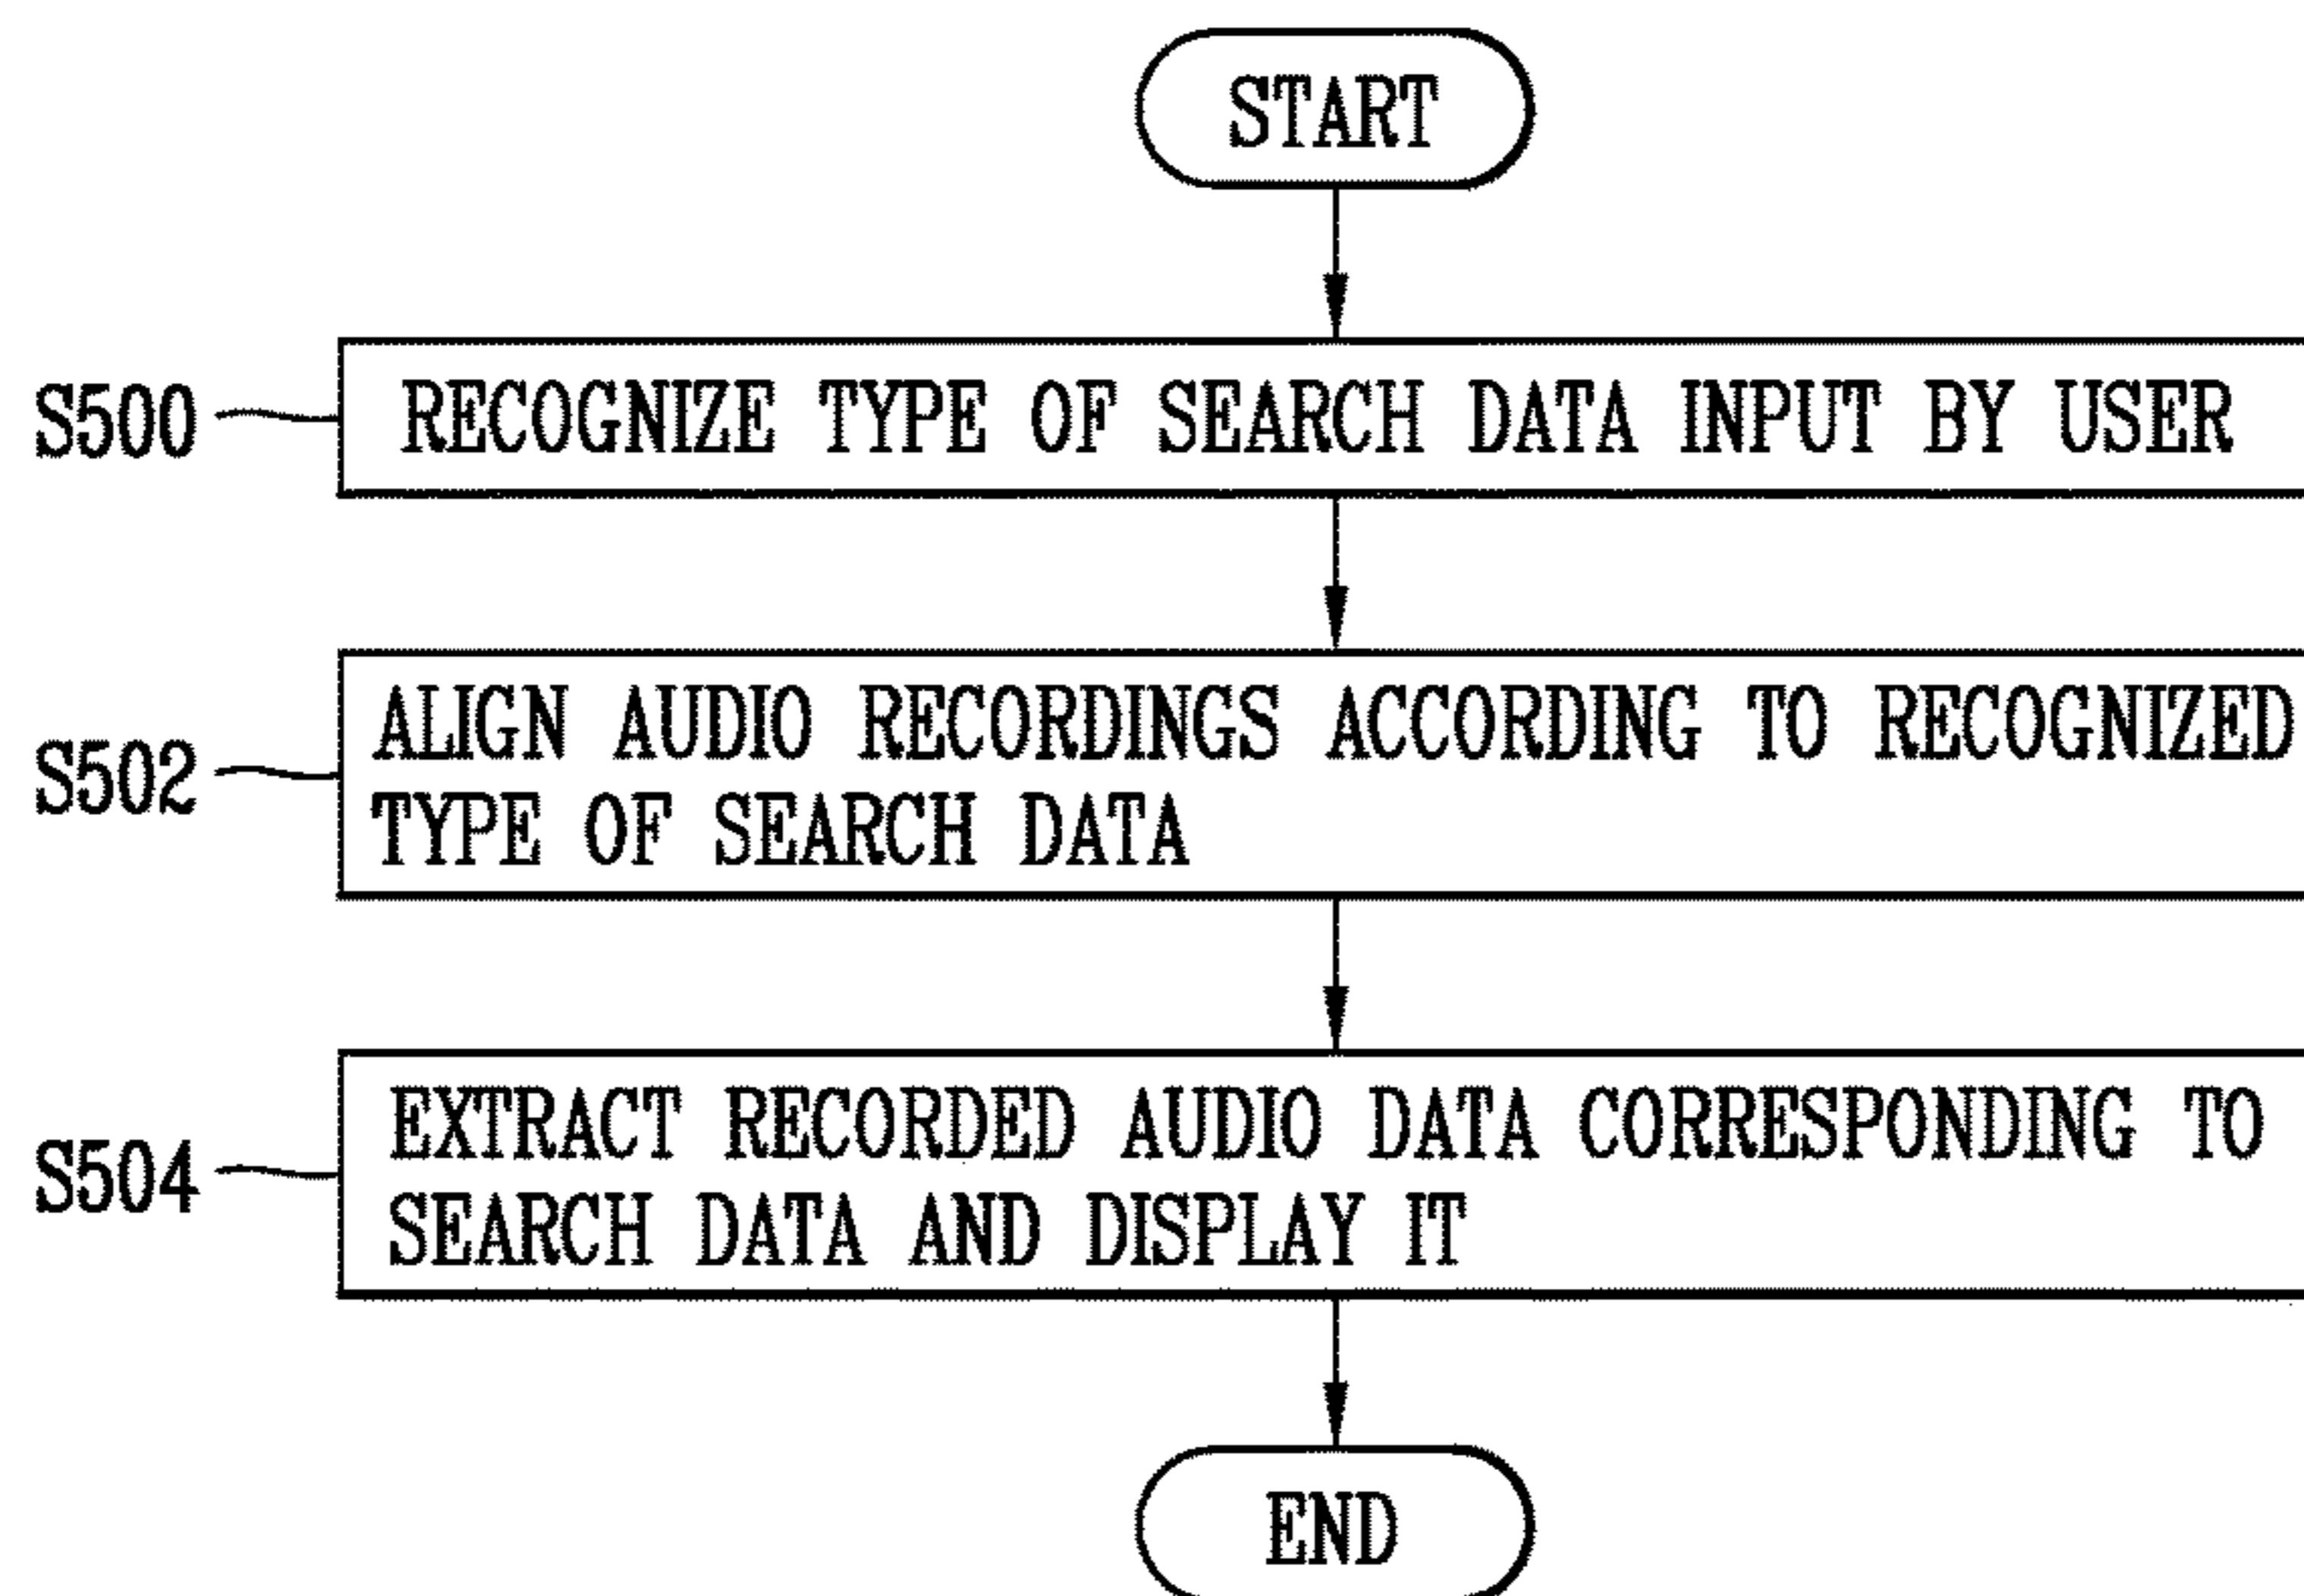 START
S500
RECOGNIZE TYPE OF SEARCH DATA INPUT BY USER
S502
ALIGN AUDIO RECORDINGS ACCORDING TO RECOGNIZED
TYPE OF SEARCH DATA
S504
EXTRACT RECORDED AUDIO DATA CORRESPONDING TO
SEARCH DATA AND DISPLAY IT
END